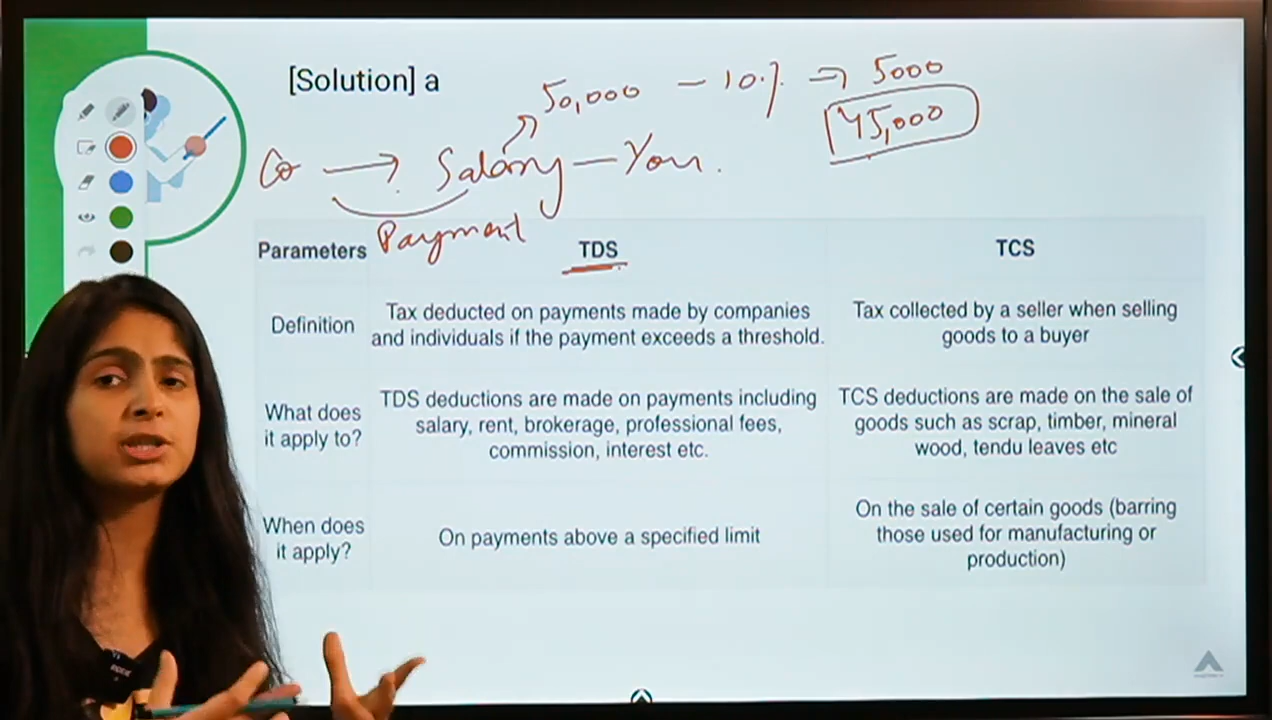 [Solution] a
50,000 - 10% → 5000
45,000
Co → Salary - You.
Payment
Parameters
TDS
TCS
Definition
Tax deducted on payments made by companies
and individuals if the payment exceeds a threshold.
Tax collected by a seller when selling
goods to a buyer
What does
it apply to?
TDS deductions are made on payments including
salary, rent, brokerage, professional fees,
commission, interest etc.
TCS deductions are made on the sale of
goods such as scrap, timber, mineral
wood, tendu leaves etc
When does
it apply?
On payments above a specified limit
On the sale of certain goods (barring
those used for manufacturing or
production)